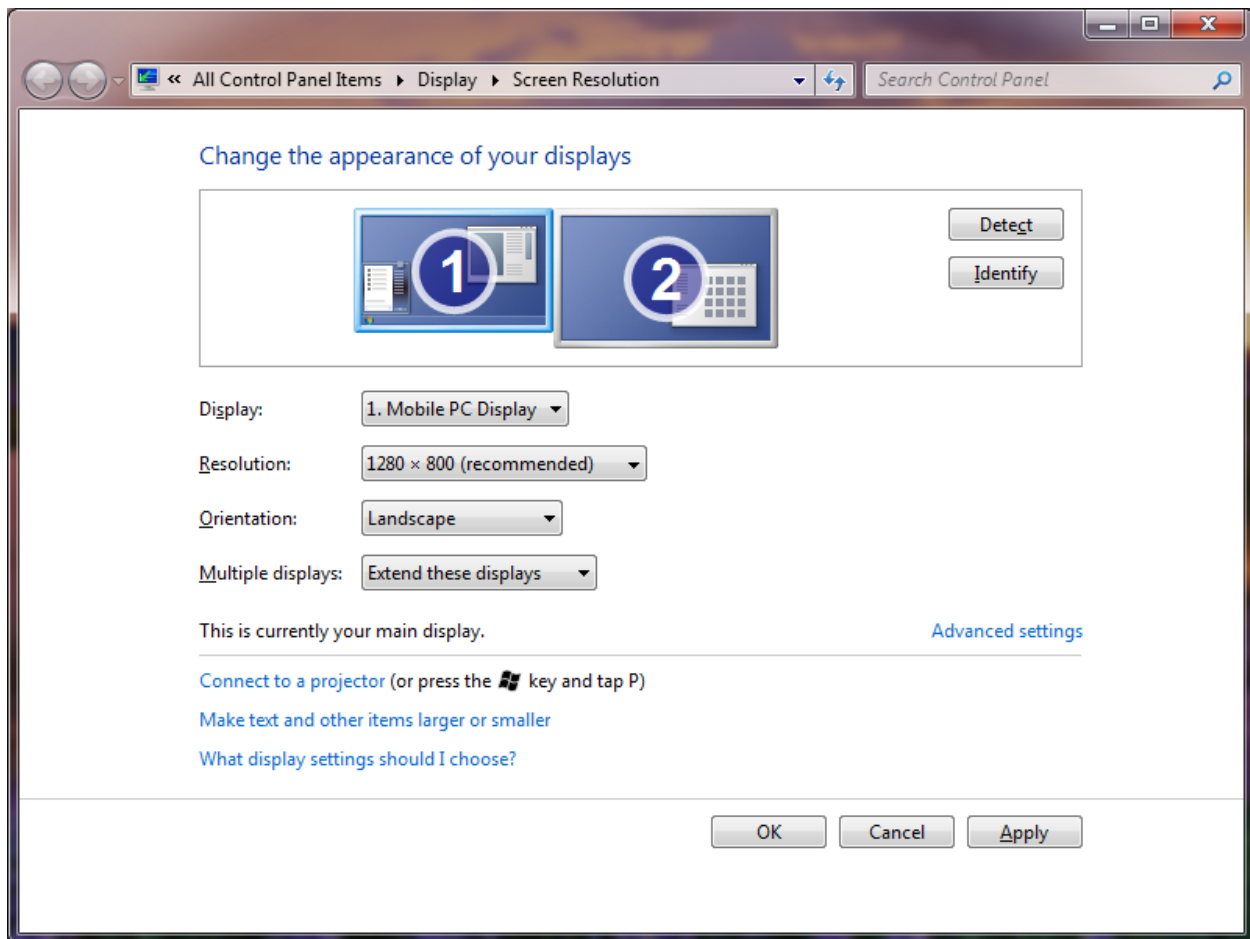 « All Control Panel Items ▸ Display ▸ Screen Resolution
Search Control Panel
Change the appearance of your displays
1
2
Detect
Identify
Display: 1. Mobile PC Display
Resolution: 1280 × 800 (recommended)
Orientation: Landscape
Multiple displays: Extend these displays
This is currently your main display.
Advanced settings
Connect to a projector (or press the key and tap P)
Make text and other items larger or smaller
What display settings should I choose?
OK
Cancel
Apply